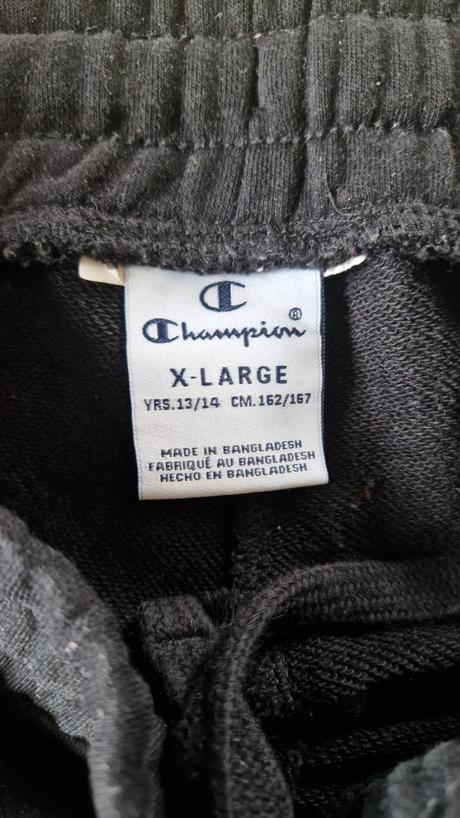 Champion®
X-LARGE
YRS.13/14 CM.162/167
MADE IN BANGLADESH
FABRIQUÉ AU BANGLADESH
HECHO EN BANGLADESH